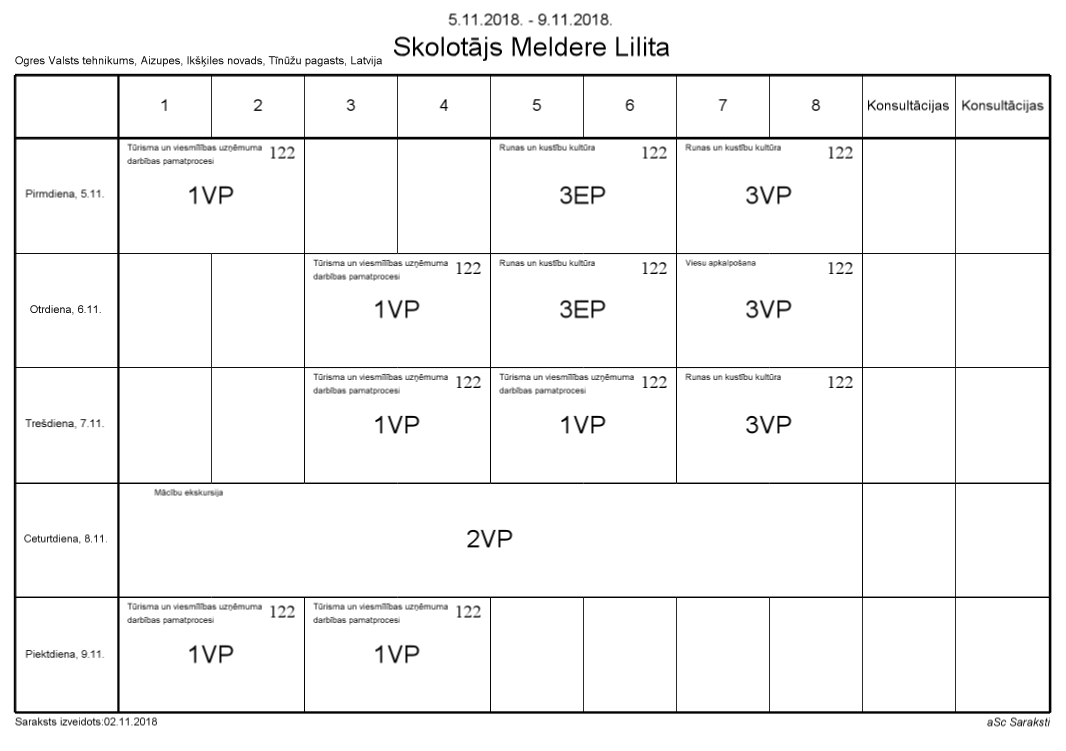 5.11.2018. - 9.11.2018.
Skolotājs Meldere Lilita
Ogres Valsts tehnikums, Aizupes, Ikšķiles novads, Tīnūžu pagasts, Latvija
1 2 3 4 5 6 7 8 Konsultācijas Konsultācijas
Pirmdiena, 5.11.
Tūrisma un viesmīlības uzņēmuma 122
darbības pamatprocesi
1VP
Runas un kustību kultūra 122
3EP
Runas un kustību kultūra 122
3VP
Otrdiena, 6.11.
Tūrisma un viesmīlības uzņēmuma 122
darbības pamatprocesi
1VP
Runas un kustību kultūra 122
3EP
Viesu apkalpošana 122
3VP
Trešdiena, 7.11.
Tūrisma un viesmīlības uzņēmuma 122
darbības pamatprocesi
1VP
Tūrisma un viesmīlības uzņēmuma 122
darbības pamatprocesi
1VP
Runas un kustību kultūra 122
3VP
Ceturtdiena, 8.11.
Mācību ekskursija
2VP
Piektdiena, 9.11.
Tūrisma un viesmīlības uzņēmuma 122
darbības pamatprocesi
1VP
Tūrisma un viesmīlības uzņēmuma 122
darbības pamatprocesi
1VP
Saraksts izveidots:02.11.2018
aSc Saraksti